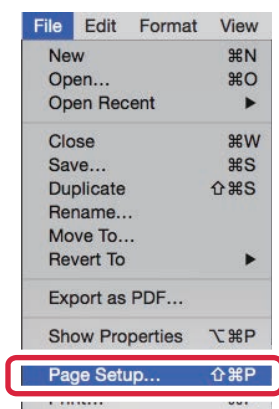 File Edit Format View
New ⌘N
Open... ⌘O
Open Recent ▶
Close ⌘W
Save... ⌘S
Duplicate ⇧⌘S
Rename...
Move To...
Revert To ▶
Export as PDF...
Show Properties ⌥⌘P
Page Setup... ⇧⌘P